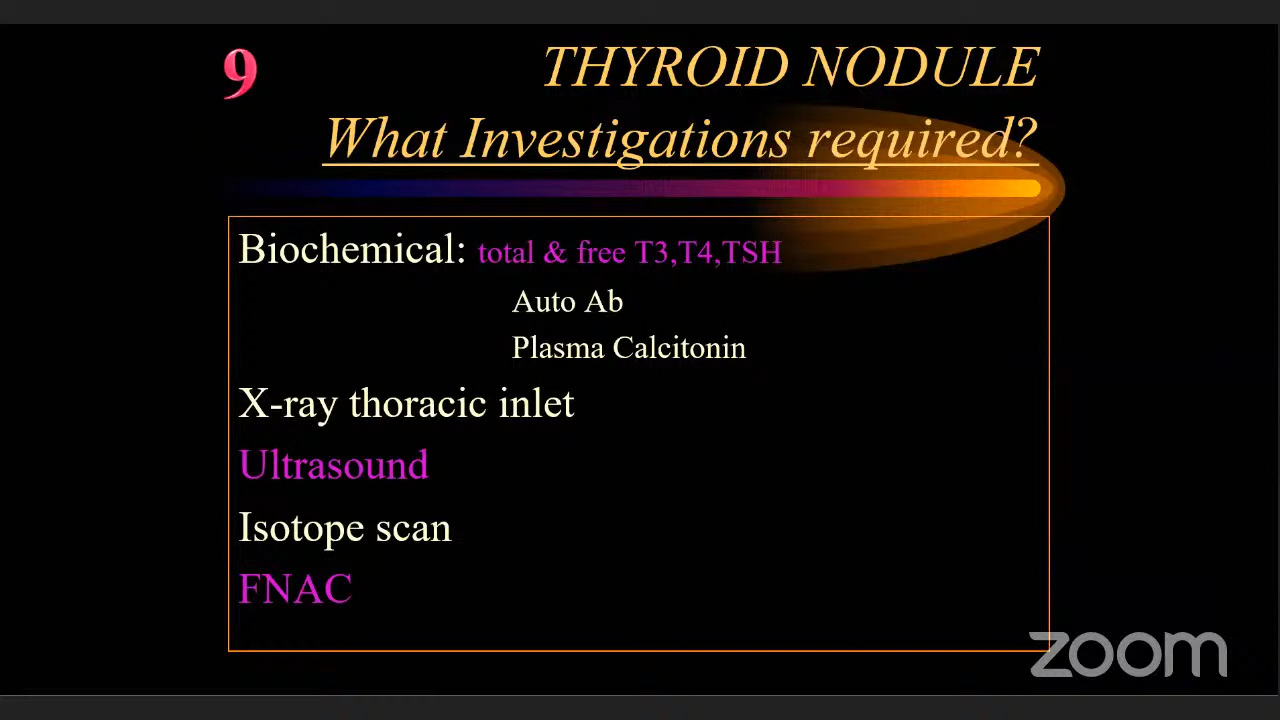 9
THYROID NODULE
What Investigations required?
Biochemical: total & free T3,T4,TSH
Auto Ab
Plasma Calcitonin
X-ray thoracic inlet
Ultrasound
Isotope scan
FNAC
zoom